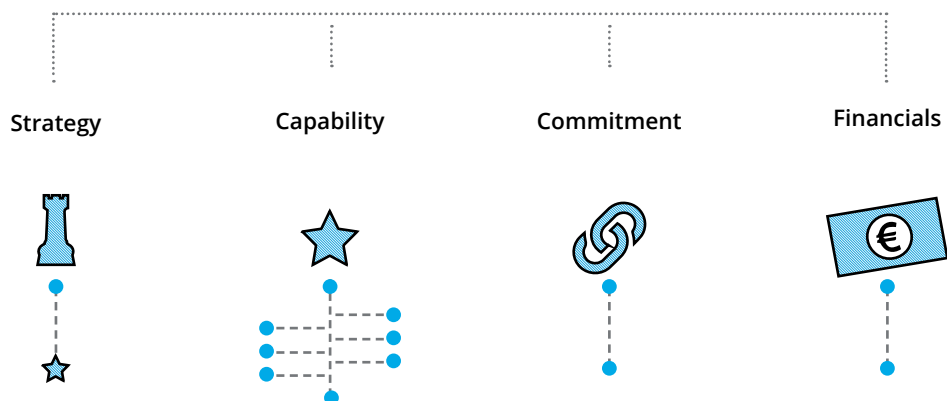 Strategy
Capability
Commitment
Financials
€